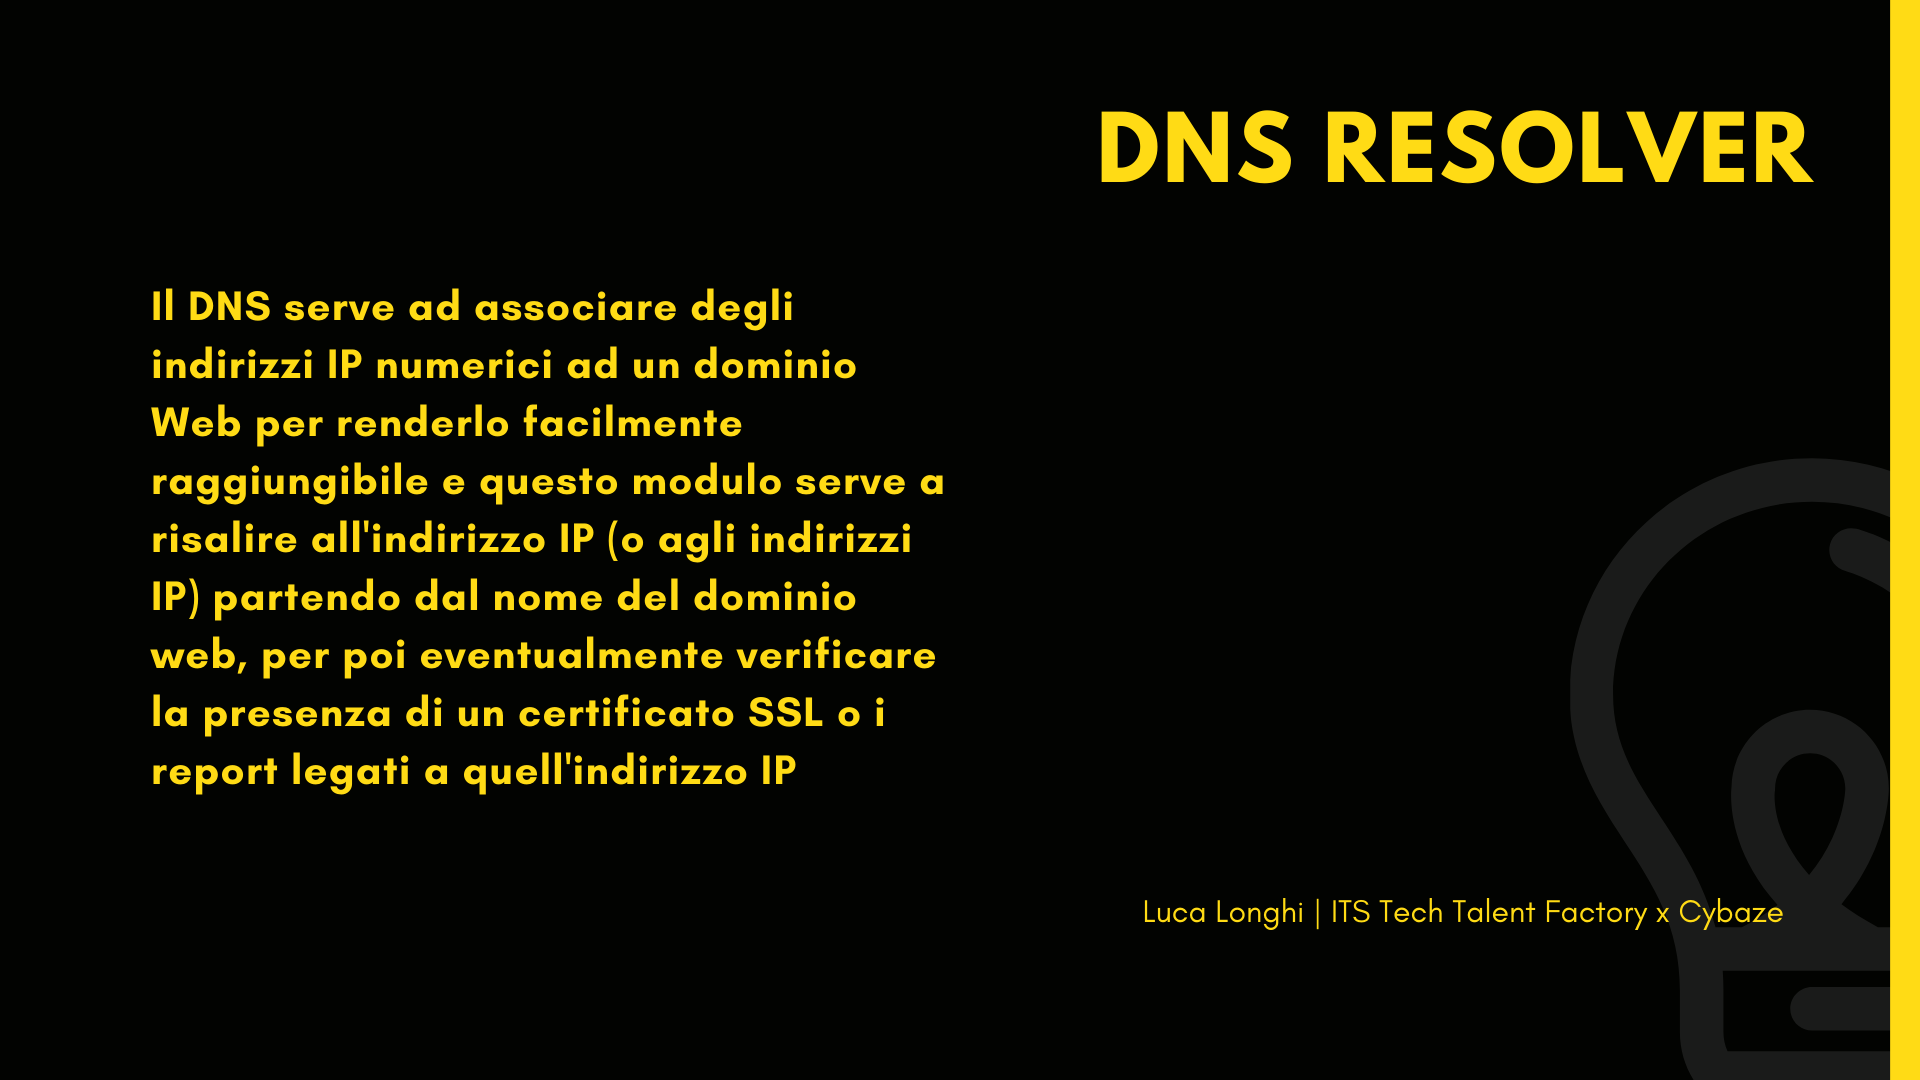 DNS RESOLVER
Il DNS serve ad associare degli
indirizzi IP numerici ad un dominio
Web per renderlo facilmente
raggiungibile e questo modulo serve a
risalire all'indirizzo IP (o agli indirizzi
IP) partendo dal nome del dominio
web, per poi eventualmente verificare
la presenza di un certificato SSL o i
report legati a quell'indirizzo IP
Luca Longhi | ITS Tech Talent Factory x Cybaze